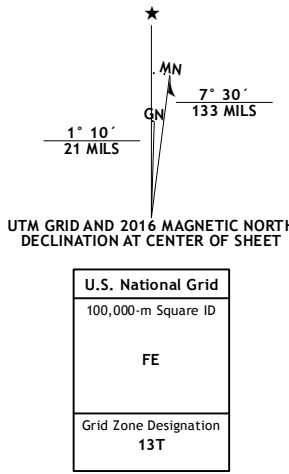 MN
GN
7° 30´
133 MILS
1° 10´
21 MILS
UTM GRID AND 2016 MAGNETIC NORTH
DECLINATION AT CENTER OF SHEET
U.S. National Grid
100,000-m Square ID
FE
Grid Zone Designation
13T